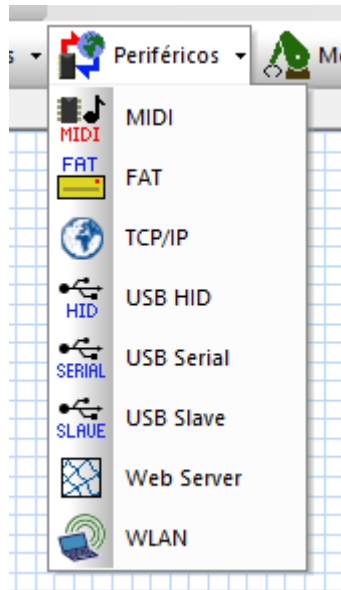 s
Periféricos
M
MIDI
MIDI
FAT
FAT
TCP/IP
HID
USB HID
SERIAL
USB Serial
SLAVE
USB Slave
Web Server
WLAN